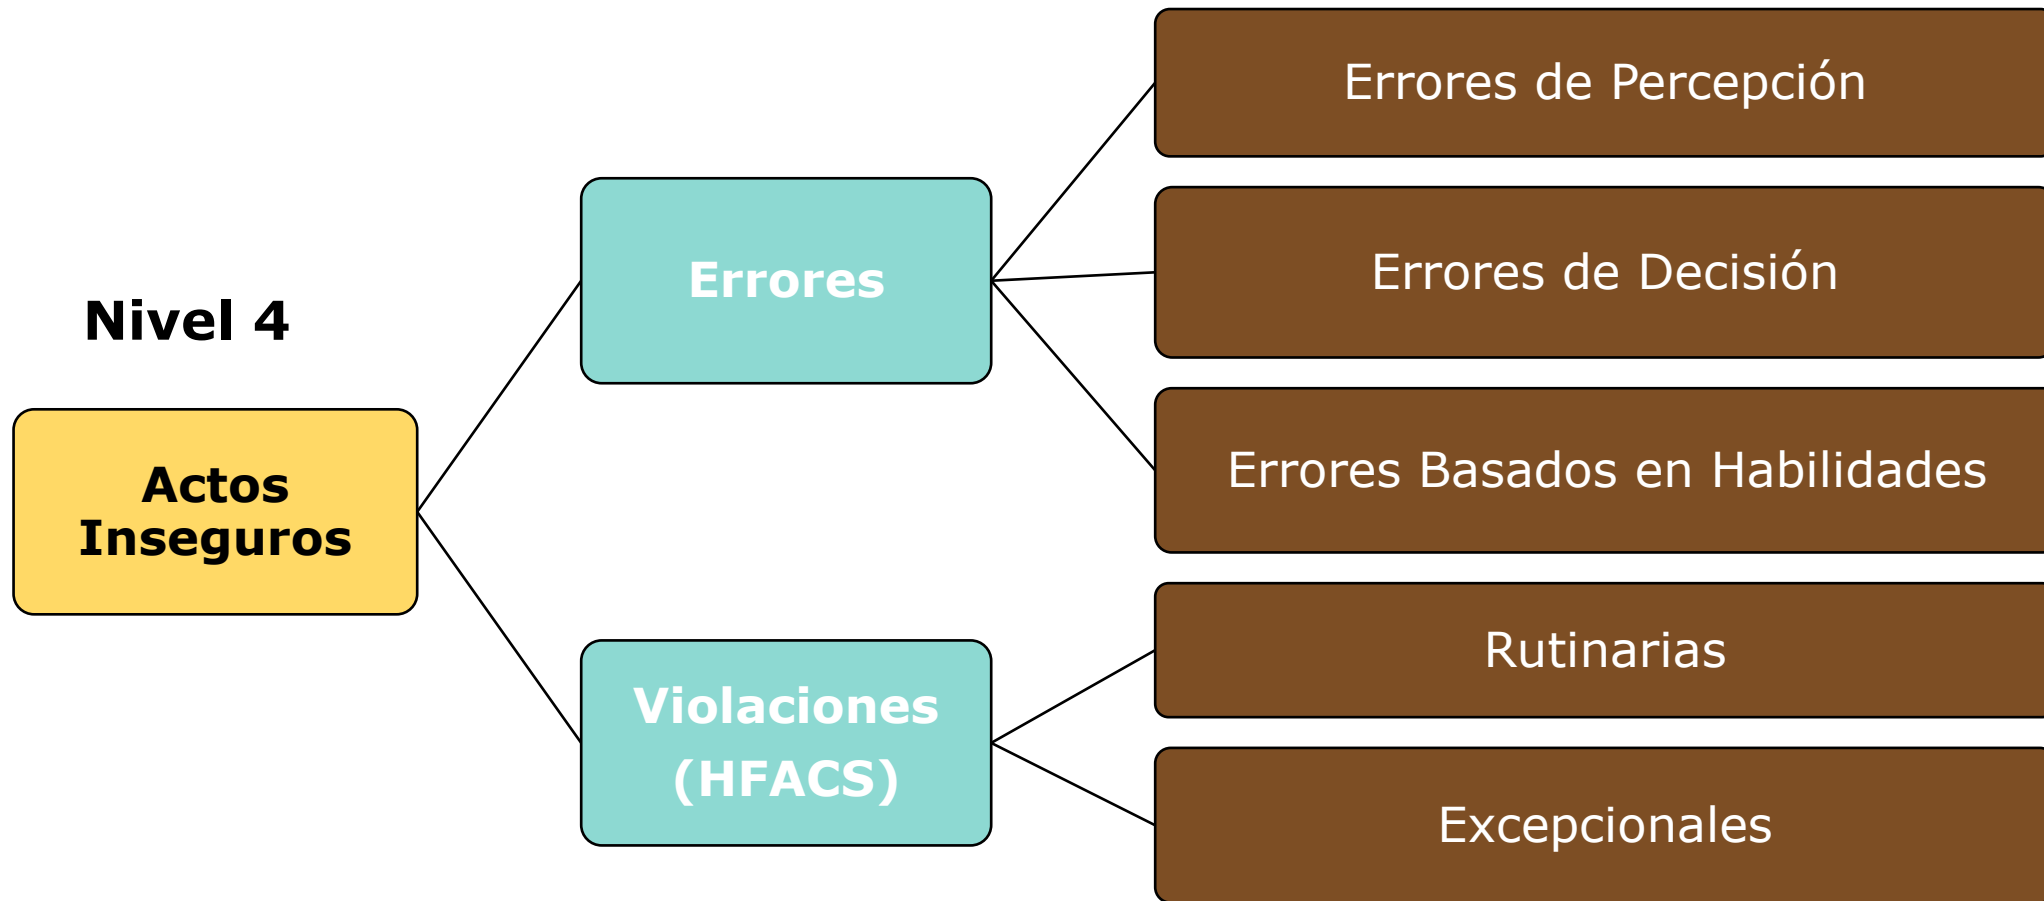 Nivel 4
Actos
Inseguros
Errores
Violaciones
(HFACS)
Errores de Percepción
Errores de Decisión
Errores Basados en Habilidades
Rutinarias
Excepcionales